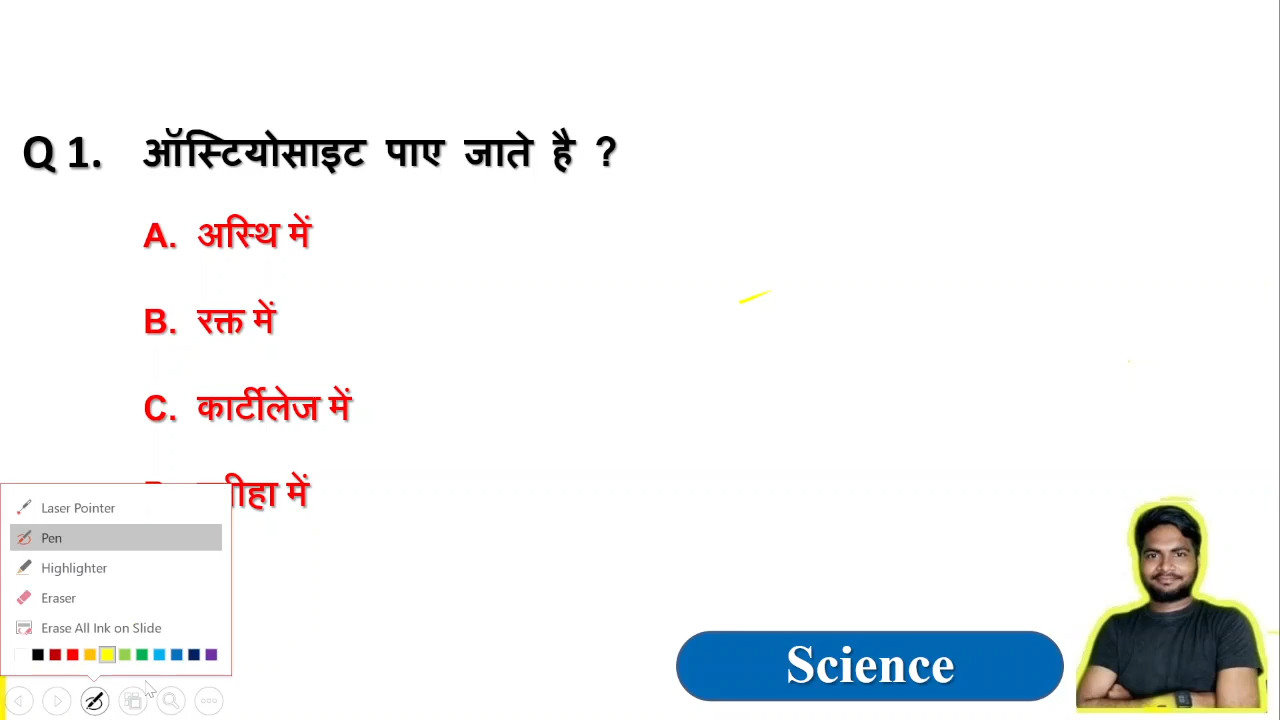 Q 1. ऑस्टियोसाइट पाए जाते है ?
A. अस्थि में
B. रक्त में
C. कार्टीलेज में
में
Laser Pointer
Pen
Highlighter
Eraser
Erase All Ink on Slide
Science